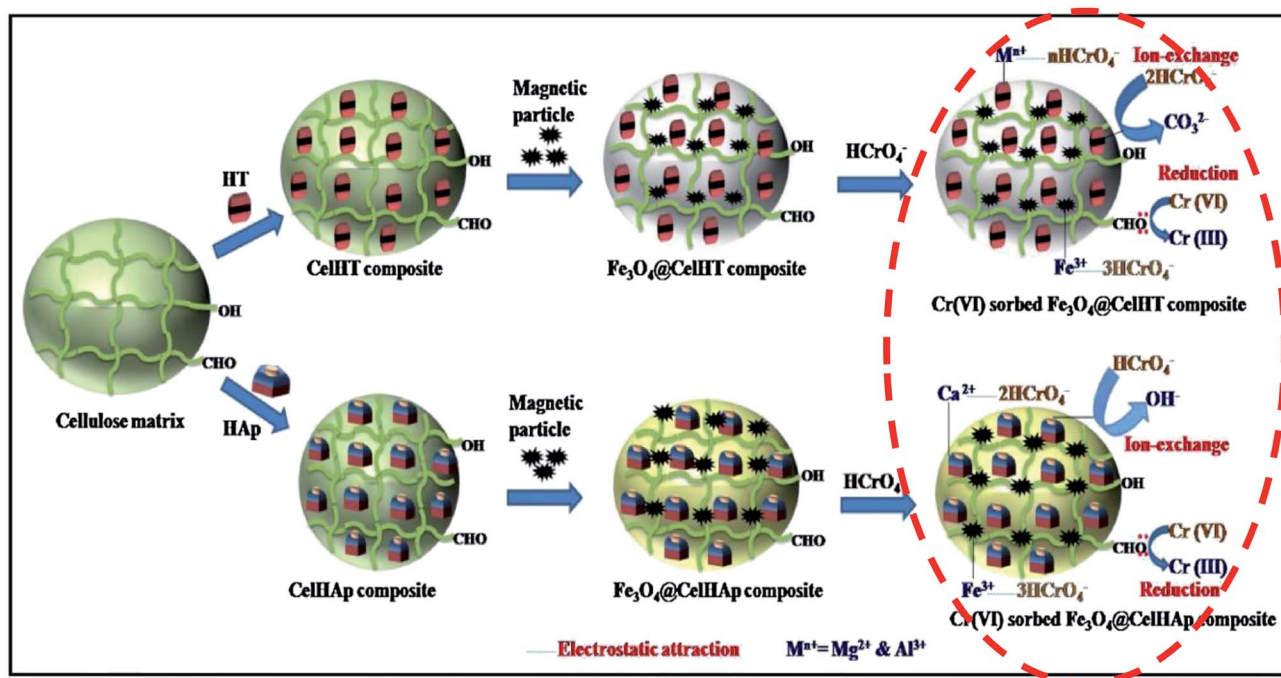 HT
OH
CHO
Cellulose matrix
HAp
OH
CHO
CelHT composite
Magnetic
particle
OH
CHO
Fe₃O₄@CelHT composite
HCrO₄⁻
Mⁿ⁺ nHCrO₄⁻
Ion-exchange
2HCrO₄⁻
CO₃²⁻
OH
Reduction
Cr (VI)
CHO
Cr (III)
Fe³⁺ 3HCrO₄⁻
Cr(VI) sorbed Fe₃O₄@CelHT composite
OH
CHO
CelHAp composite
Magnetic
particle
OH
CHO
Fe₃O₄@CelHAp composite
HCrO₄
Ca²⁺ 2HCrO₄⁻
HCrO₄⁻
OH⁻
Ion-exchange
OH
Cr (VI)
CHO
Cr (III)
Reduction
Fe³⁺ 3HCrO₄⁻
Cr(VI) sorbed Fe₃O₄@CelHAp composite
Electrostatic attraction
Mⁿ⁺= Mg²⁺ & Al³⁺